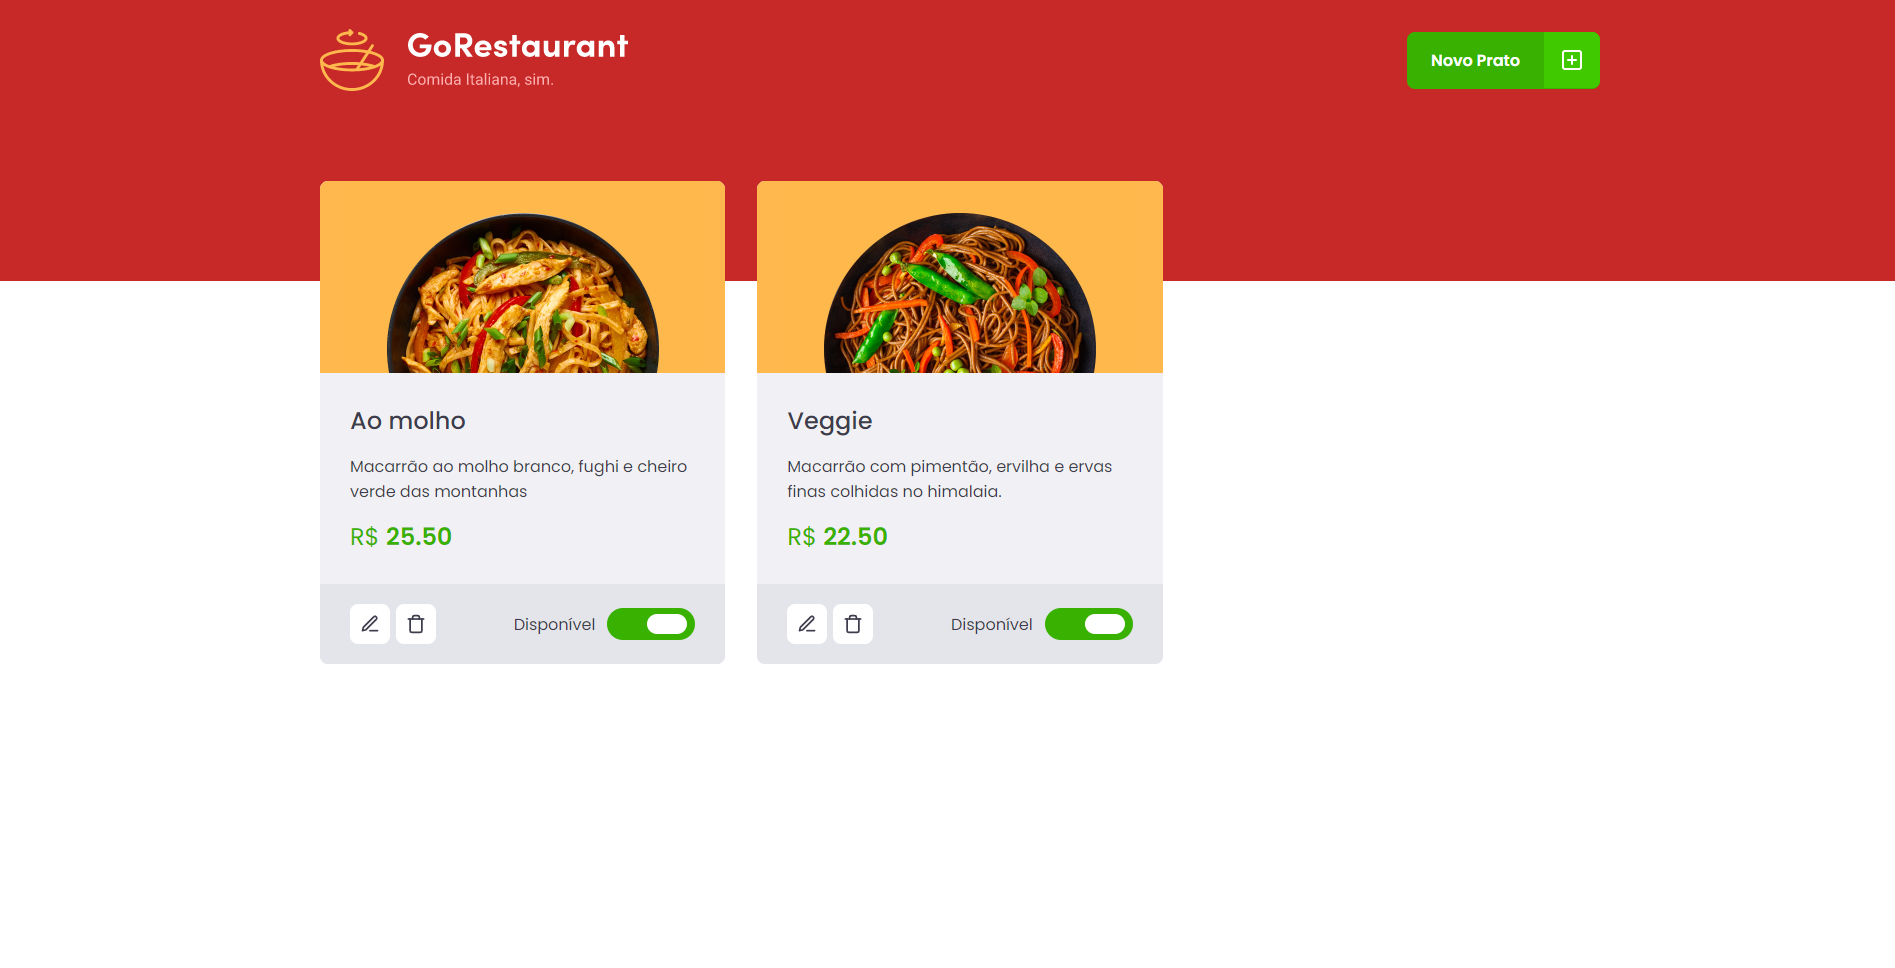 GoRestaurant
Comida Italiana, sim.
Novo Prato
Ao molho
Macarrão ao molho branco, fughi e cheiro
verde das montanhas
R$ 25.50
Disponível
Veggie
Macarrão com pimentão, ervilha e ervas
finas colhidas no himalaia.
R$ 22.50
Disponível